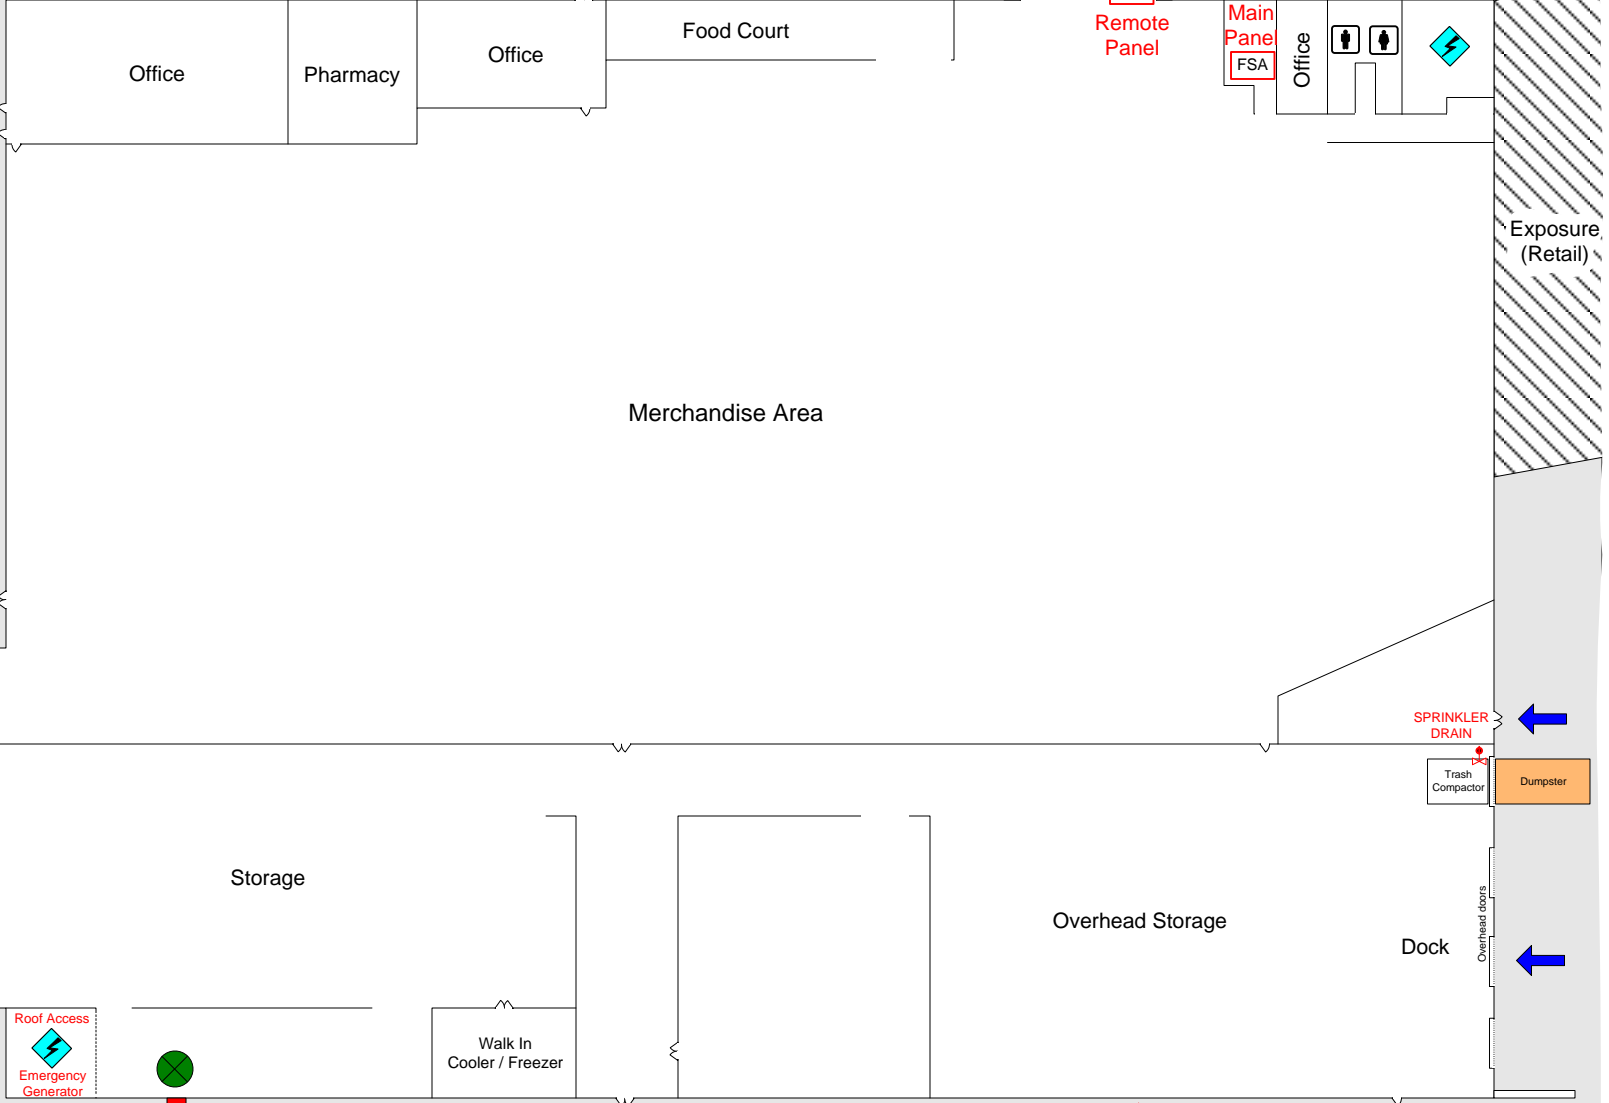 Office
Pharmacy
Office
Food Court
Remote
Panel
Main
Panel
FSA
Office
Exposure
(Retail)
Merchandise Area
SPRINKLER
DRAIN
Trash
Compactor
Dumpster
Storage
Overhead Storage
Dock
Overhead doors
Roof Access
Emergency
Generator
Walk In
Cooler / Freezer